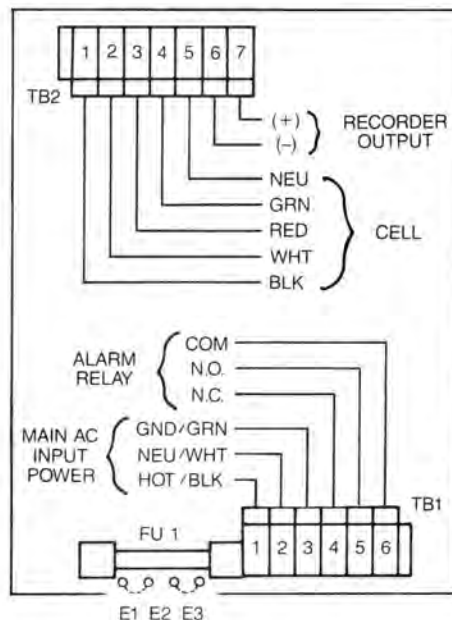 1 2 3 4 5 6 7
TB2
(+)
(–)
RECORDER
OUTPUT
NEU
GRN
RED
WHT
BLK
CELL
ALARM
RELAY
COM
N.O.
N.C.
MAIN AC
INPUT
POWER
GND/GRN
NEU/WHT
HOT/BLK
TB1
FU 1
1 2 3 4 5 6
E1 E2 E3